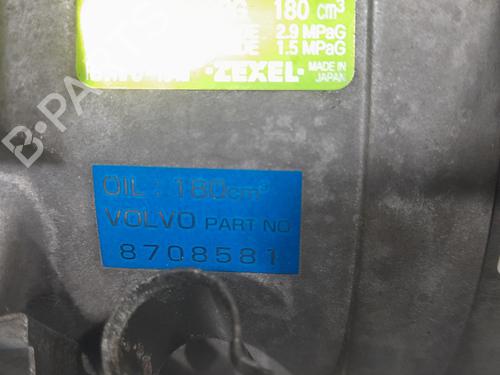 G 180 cm³
E 2.9 MPaG
DE 1.5 MPaG
·ZEXEL· MADE IN JAPAN
OIL : 180cm³
VOLVO PART NO
8708581
B-PARTS